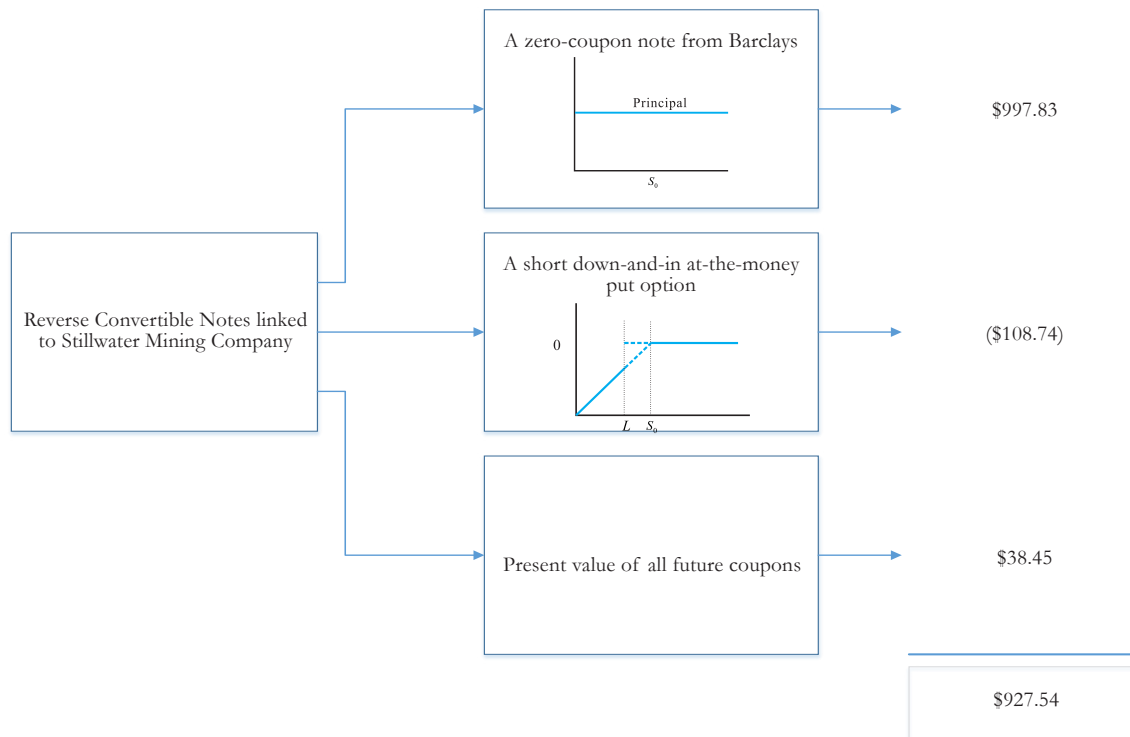 A zero-coupon note from Barclays
Principal
S₀
$997.83
Reverse Convertible Notes linked
to Stillwater Mining Company
A short down-and-in at-the-money
put option
0
L S₀
($108.74)
Present value of all future coupons
$38.45
$927.54